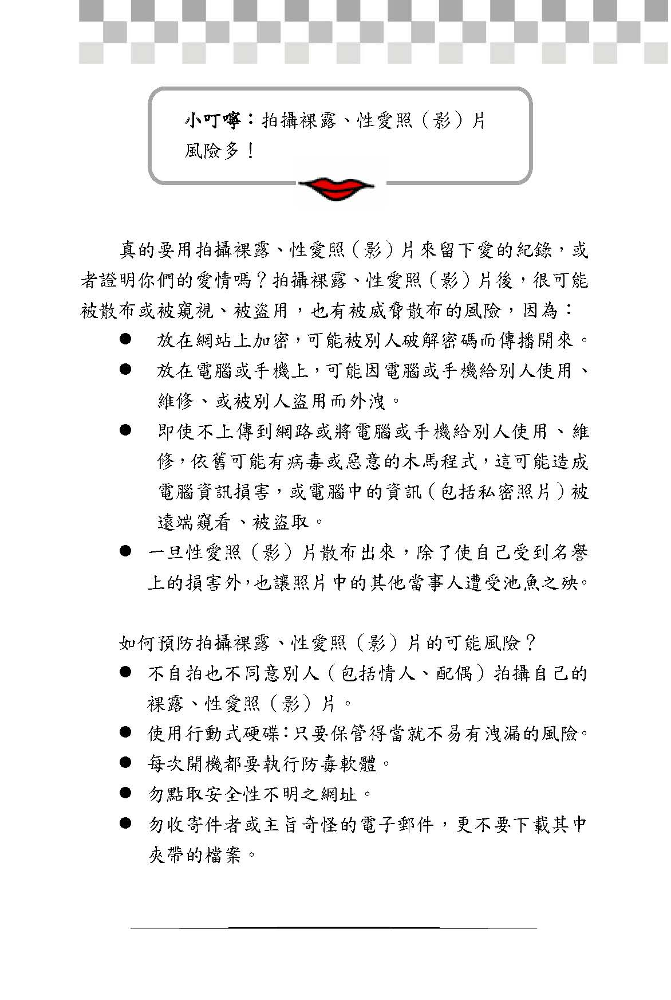 小叮嚀：拍攝裸露、性愛照（影）片
風險多！
真的要用拍攝裸露、性愛照（影）片來留下愛的紀錄，或
者證明你們的愛情嗎？拍攝裸露、性愛照（影）片後，很可能
被散布或被窺視、被盜用，也有被威脅散布的風險，因為：
● 放在網站上加密，可能被別人破解密碼而傳播開來。
● 放在電腦或手機上，可能因電腦或手機給別人使用、
維修、或被別人盜用而外洩。
● 即使不上傳到網路或將電腦或手機給別人使用、維
修，依舊可能有病毒或惡意的木馬程式，這可能造成
電腦資訊損害，或電腦中的資訊（包括私密照片）被
遠端窺看、被盜取。
● 一旦性愛照（影）片散布出來，除了使自己受到名譽
上的損害外，也讓照片中的其他當事人遭受池魚之殃。
如何預防拍攝裸露、性愛照（影）片的可能風險？
● 不自拍也不同意別人（包括情人、配偶）拍攝自己的
裸露、性愛照（影）片。
● 使用行動式硬碟：只要保管得當就不易有洩漏的風險。
● 每次開機都要執行防毒軟體。
● 勿點取安全性不明之網址。
● 勿收寄件者或主旨奇怪的電子郵件，更不要下載其中
夾帶的檔案。